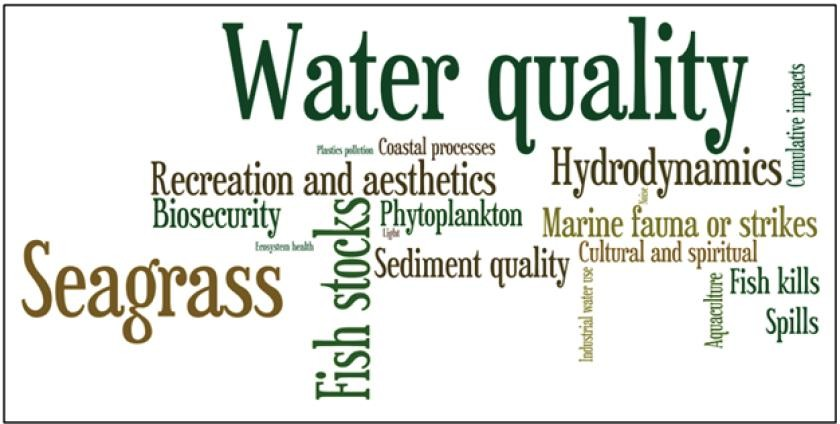 Water quality
Cumulative impacts
Plastics pollution
Coastal processes
Recreation and aesthetics
Hydrodynamics
Noise
Biosecurity
Fish stocks
Phytoplankton
Light
Marine fauna or strikes
Ecosystem health
Seagrass
Sediment quality
Cultural and spiritual
Industrial water use
Aquaculture
Fish kills
Spills